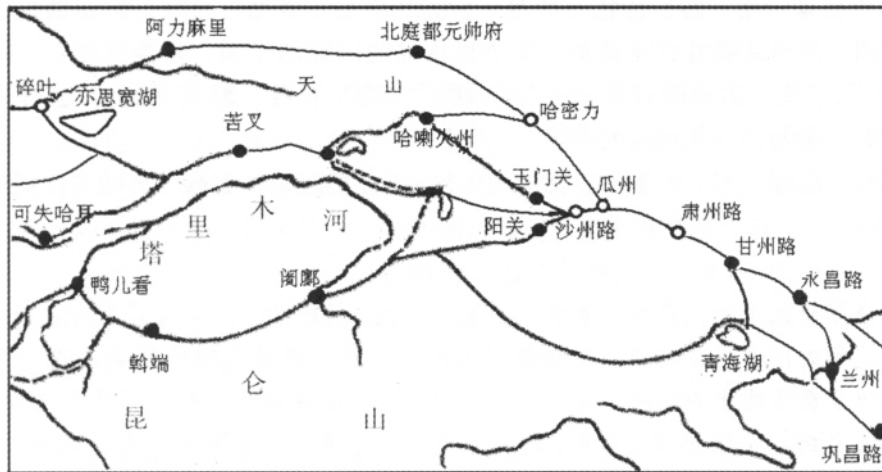 阿力麻里
北庭都元帅府
碎叶
亦思宽湖
天
山
苦叉
哈喇火州
哈密力
玉门关
瓜州
可失哈耳
塔
里
木
河
阳关
沙州路
肃州路
甘州路
永昌路
鸭儿看
阇鄽
斡端
青海湖
兰州
昆
仑
山
巩昌路